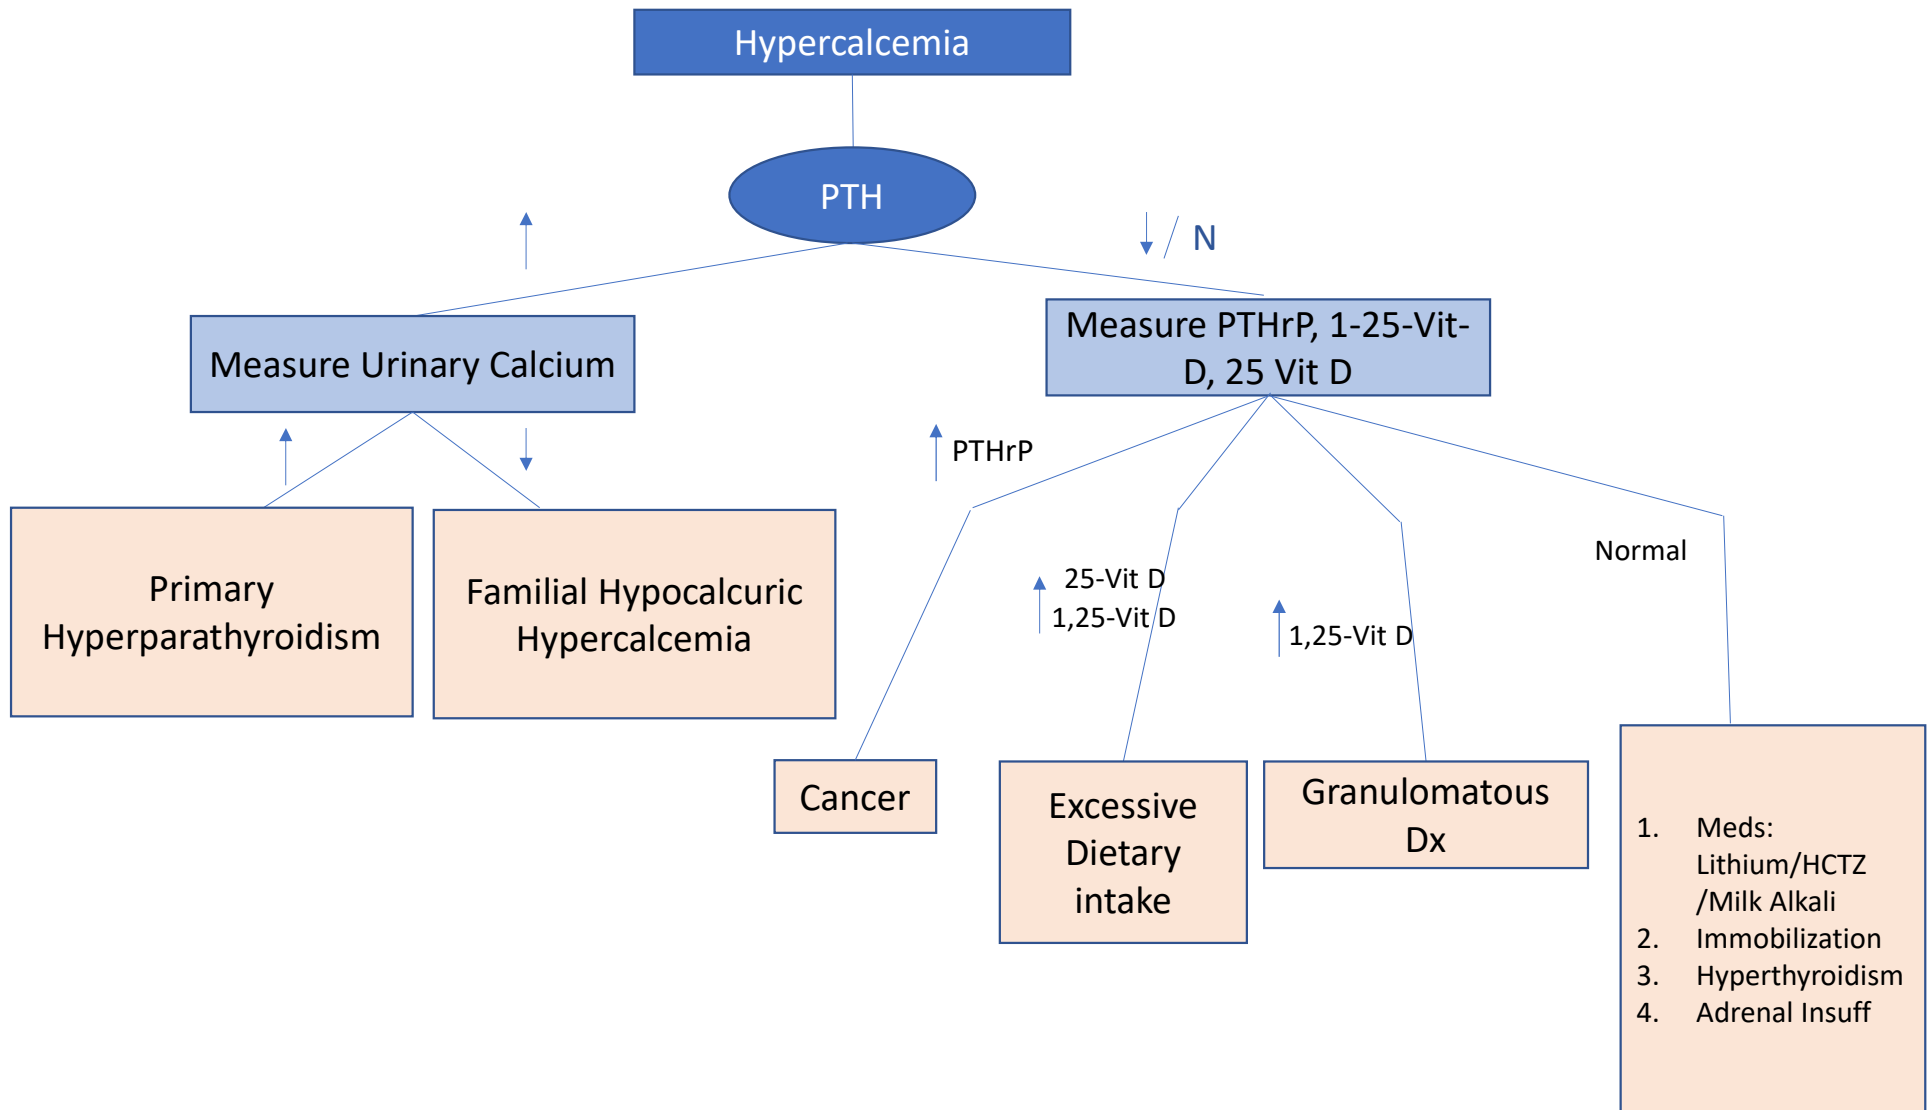 Hypercalcemia
PTH
/ N
Measure Urinary Calcium
Measure PTHrP, 1-25-Vit-
D, 25 Vit D
PTHrP
Normal
25-Vit D
1,25-Vit D
1,25-Vit D
Primary
Hyperparathyroidism
Familial Hypocalcuric
Hypercalcemia
Cancer
Excessive
Dietary
intake
Granulomatous
Dx
1. Meds:
Lithium/HCTZ
/Milk Alkali
2. Immobilization
3. Hyperthyroidism
4. Adrenal Insuff